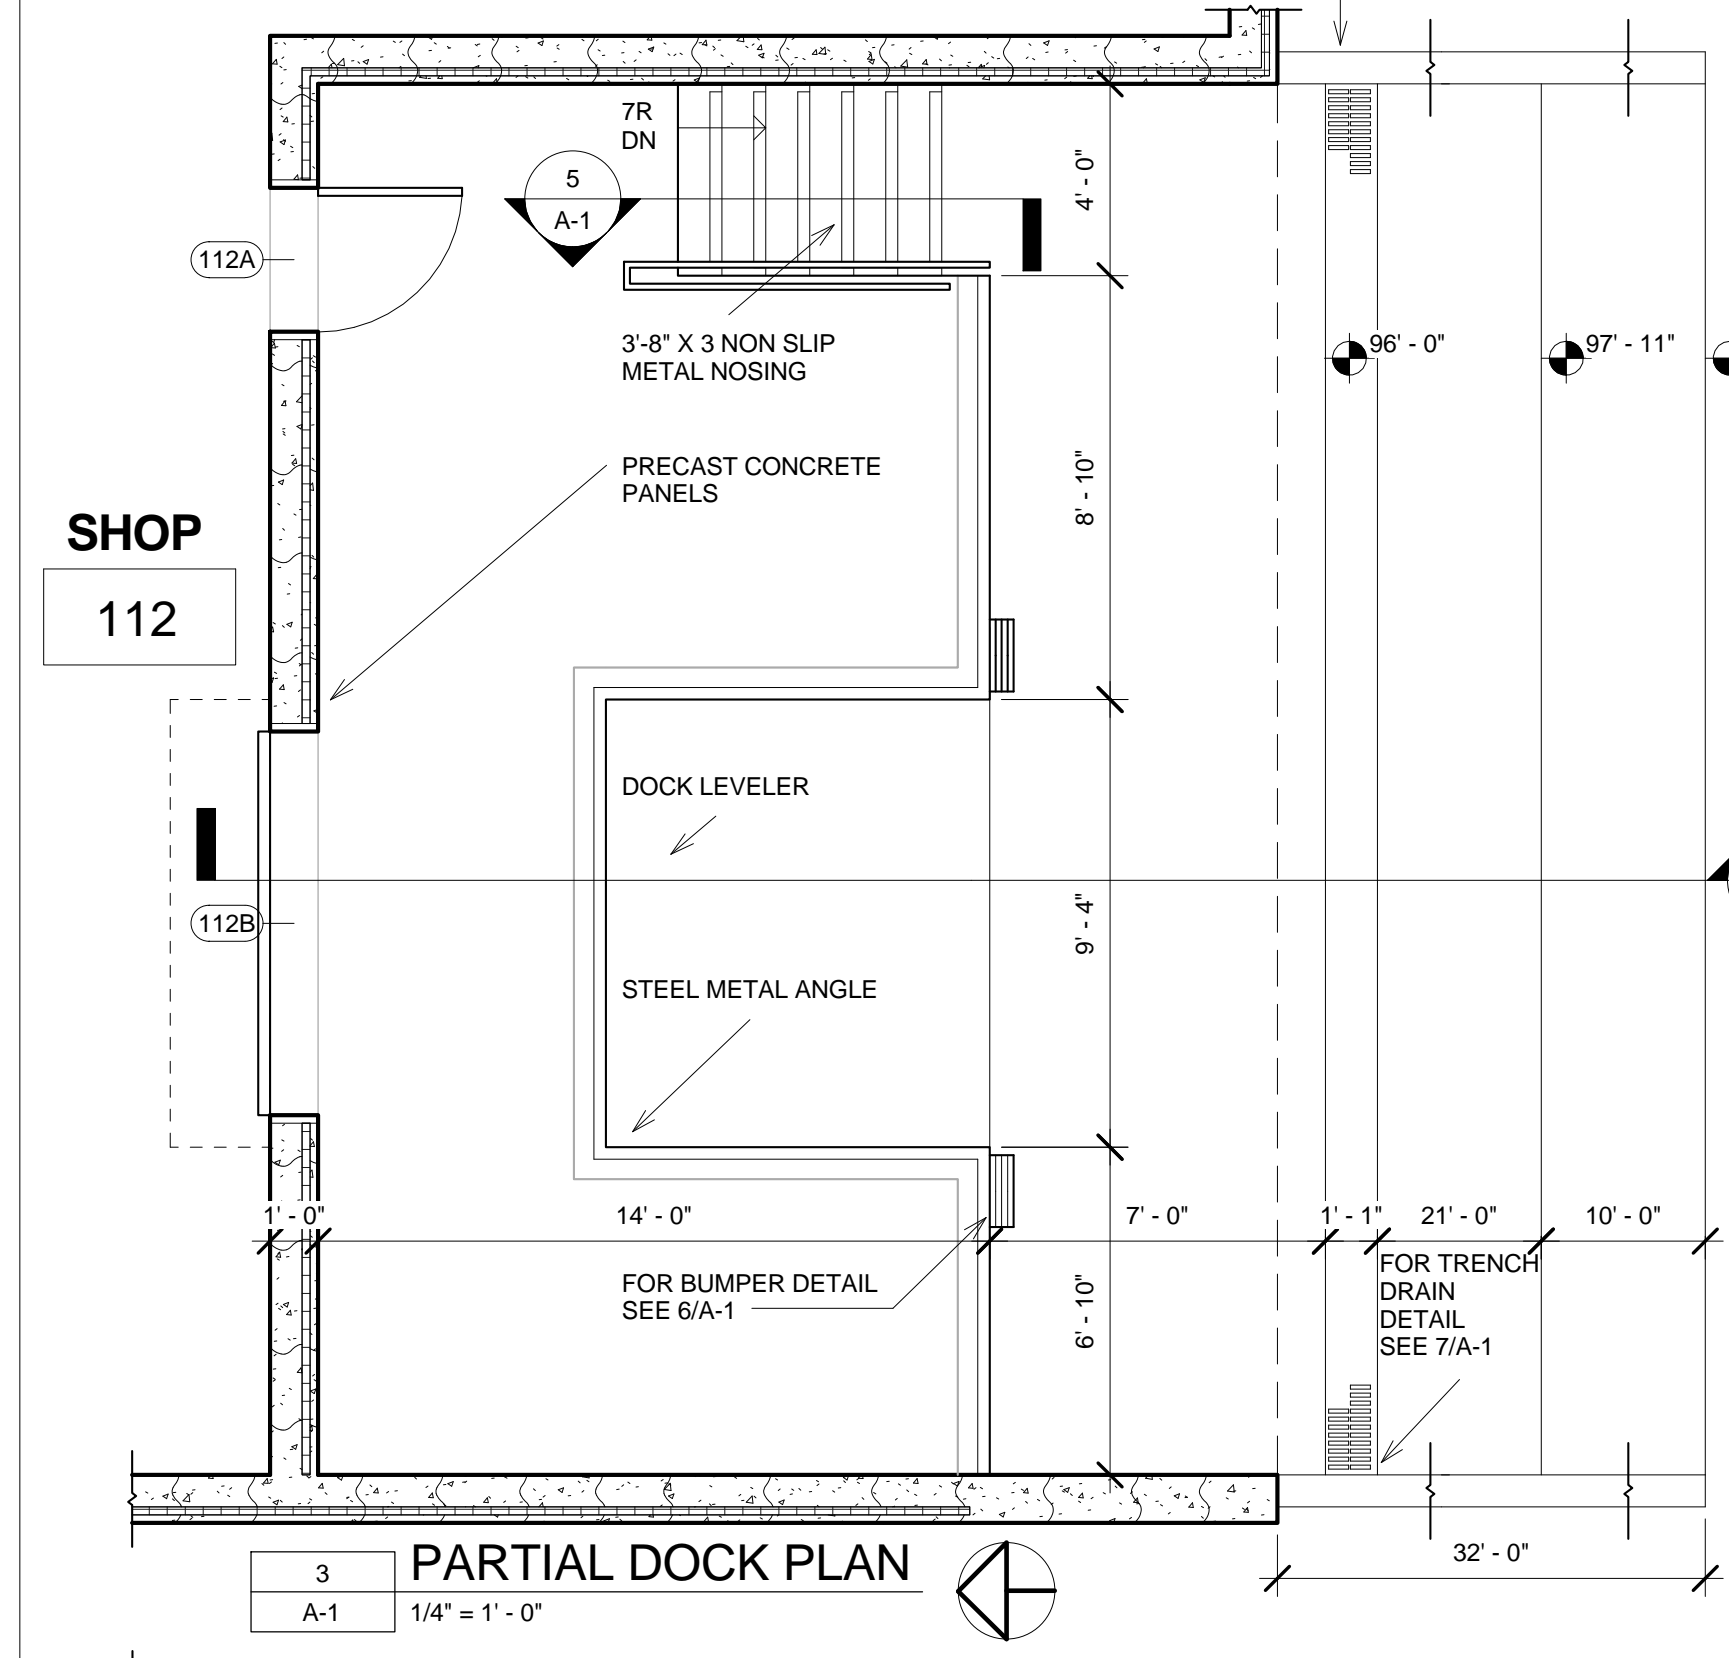 7R
DN
5
A-1
4' - 0"
112A
3'-8" X 3 NON SLIP
METAL NOSING
96' - 0"
97' - 11"
PRECAST CONCRETE
PANELS
8' - 10"
SHOP
112
DOCK LEVELER
112B
9' - 4"
STEEL METAL ANGLE
1' - 0"
14' - 0"
7' - 0"
1' - 1"
21' - 0"
10' - 0"
FOR BUMPER DETAIL
SEE 6/A-1
6' - 10"
FOR TRENCH
DRAIN
DETAIL
SEE 7/A-1
32' - 0"
3
A-1
PARTIAL DOCK PLAN
1/4" = 1' - 0"